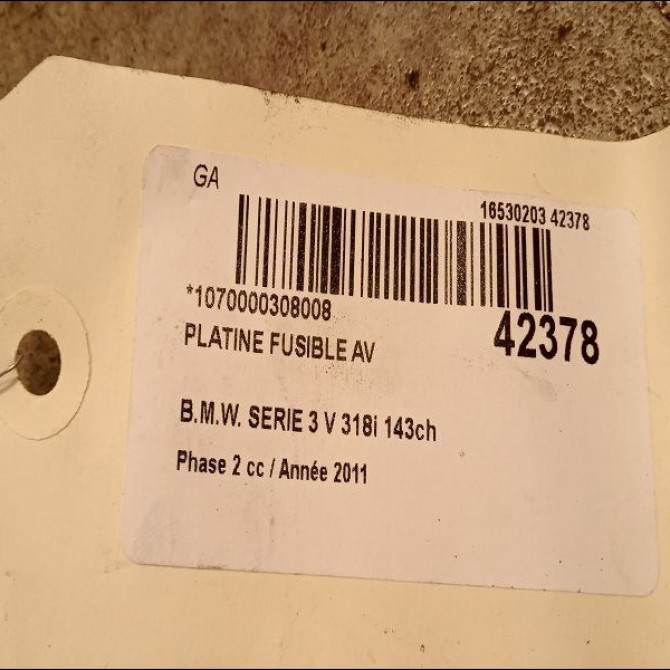 GA
16530203 42378
*1070000308008
42378
PLATINE FUSIBLE AV
B.M.W. SERIE 3 V 318i 143ch
Phase 2 cc / Année 2011